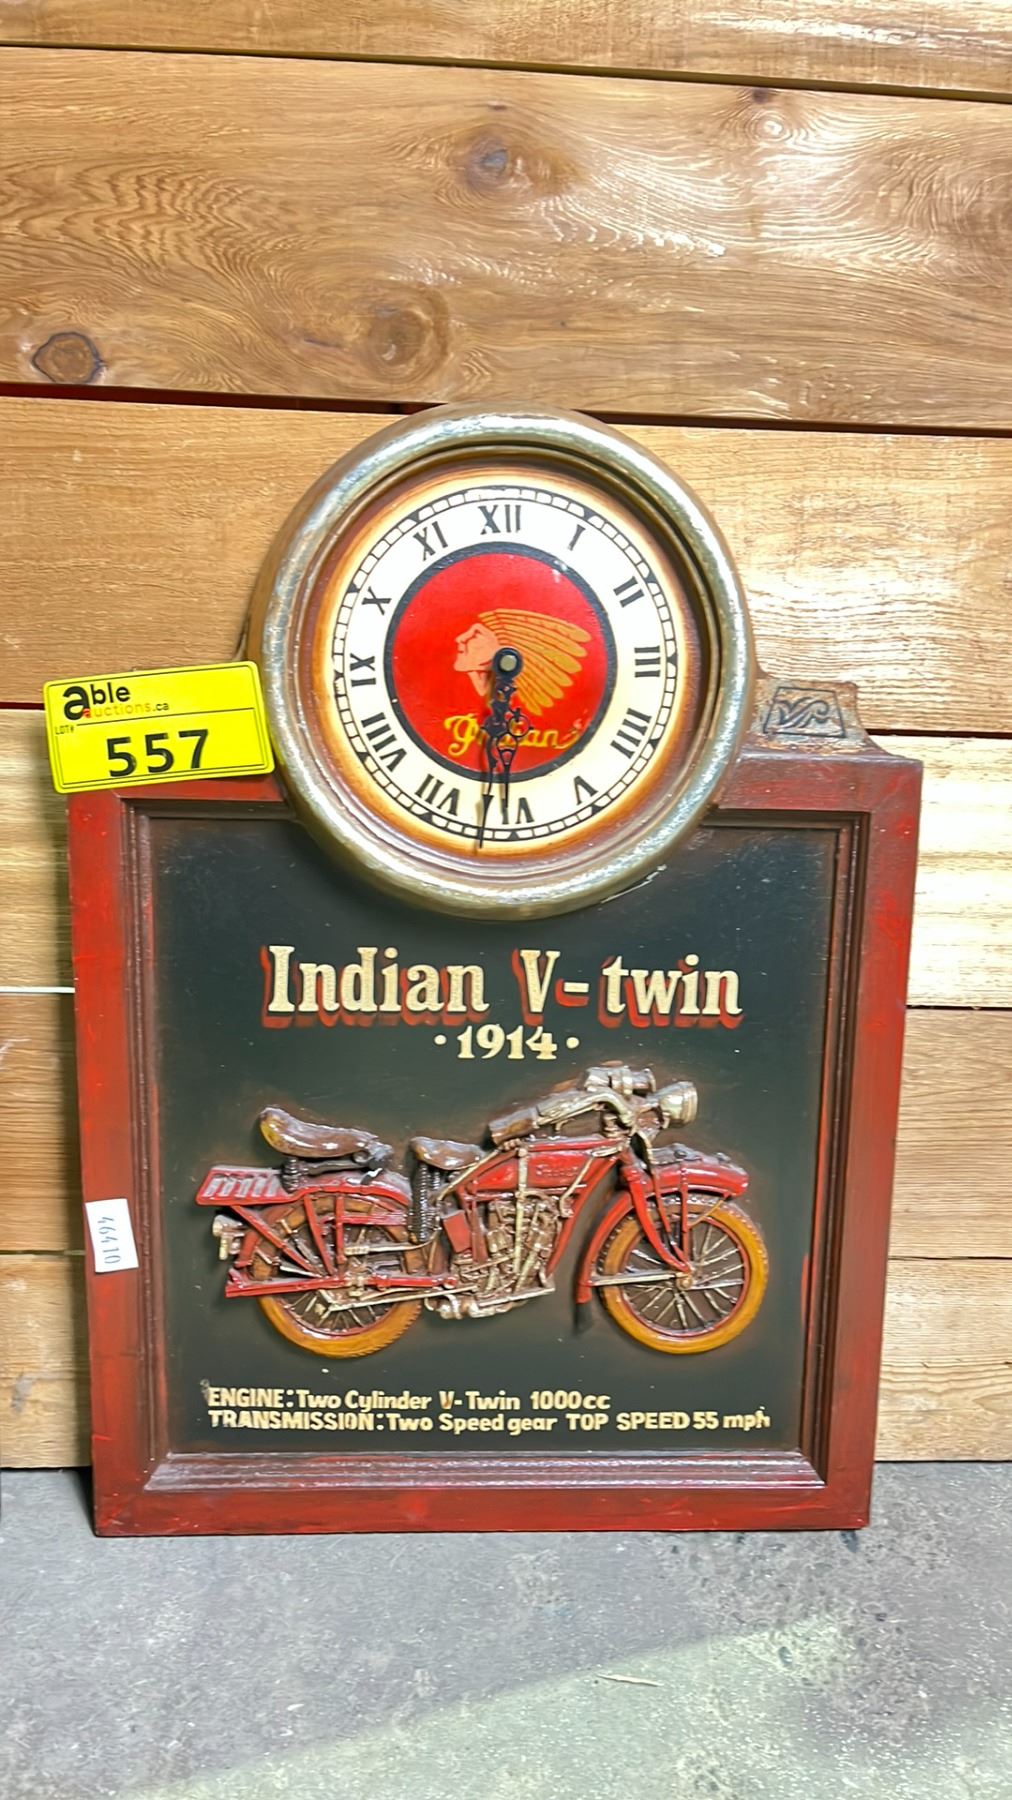 XII
I
II
III
IIII
V
VI
VII
VIII
IX
X
XI
Indian
able
auctions.ca
LOT#
557
Indian V-twin
·1914·
46410
ENGINE: Two Cylinder V-Twin 1000cc
TRANSMISSION: Two Speed gear TOP SPEED 55 mph